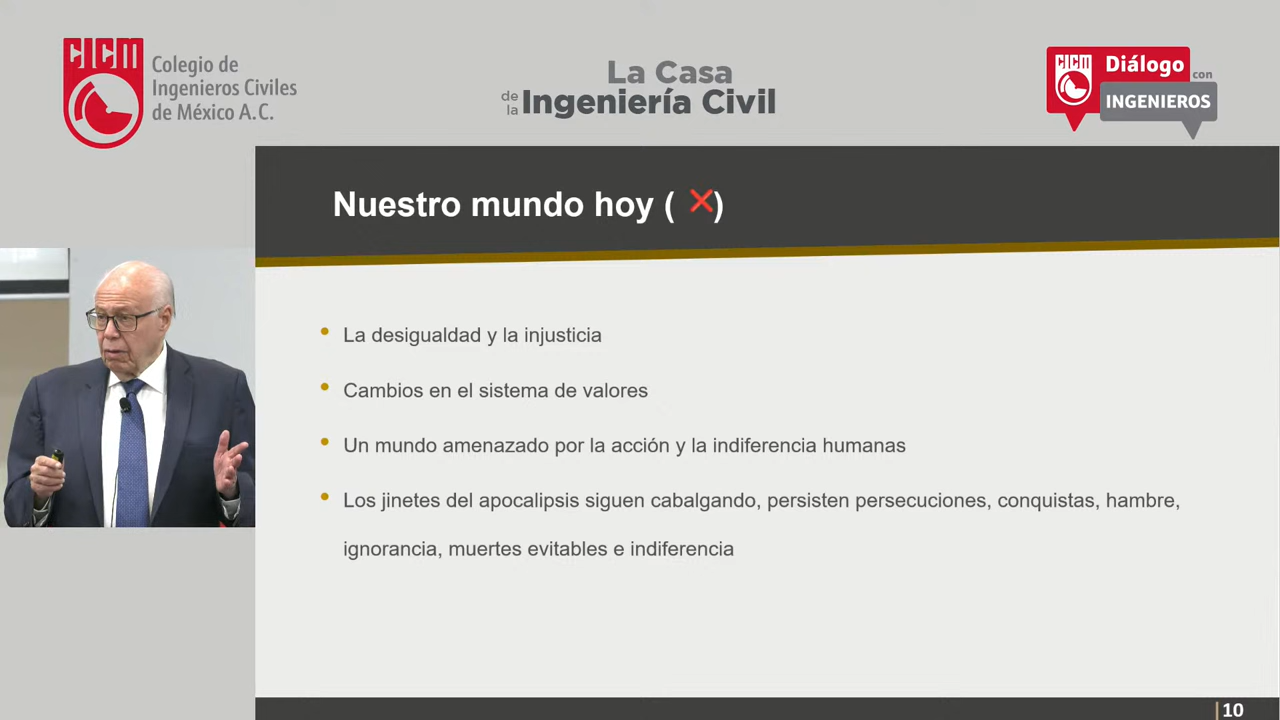 CICM
Colegio de
Ingenieros Civiles
de México A.C.
La Casa
de la Ingeniería Civil
CICM
Diálogo
con
INGENIEROS
Nuestro mundo hoy ( ❌)
• La desigualdad y la injusticia
• Cambios en el sistema de valores
• Un mundo amenazado por la acción y la indiferencia humanas
• Los jinetes del apocalipsis siguen cabalgando, persisten persecuciones, conquistas, hambre,
ignorancia, muertes evitables e indiferencia
|10